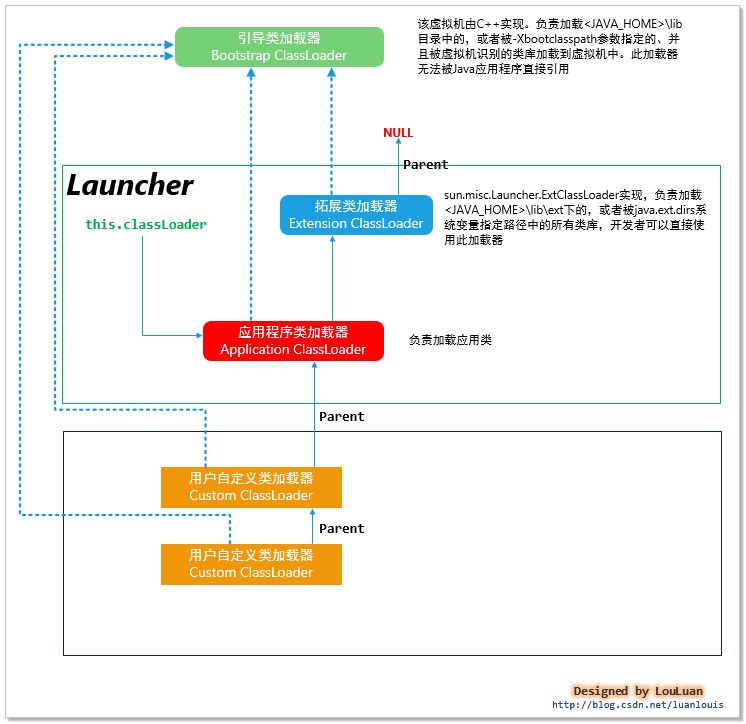 引导类加载器
Bootstrap ClassLoader
该虚拟机由C++实现。负责加载<JAVA_HOME>\lib
目录中的，或者被-Xbootclasspath参数指定的、并
且被虚拟机识别的类库加载到虚拟机中。此加载器
无法被Java应用程序直接引用
NULL
Parent
Launcher
this.classLoader
拓展类加载器
Extension ClassLoader
sun.misc.Launcher.ExtClassLoader实现，负责加载
<JAVA_HOME>\lib\ext下的，或者被java.ext.dirs系
统变量指定路径中的所有类库，开发者可以直接使
用此加载器
应用程序类加载器
Application ClassLoader
负责加载应用类
Parent
用户自定义类加载器
Custom ClassLoader
Parent
用户自定义类加载器
Custom ClassLoader
Designed by LouLuan
http://blog.csdn.net/luanlouis